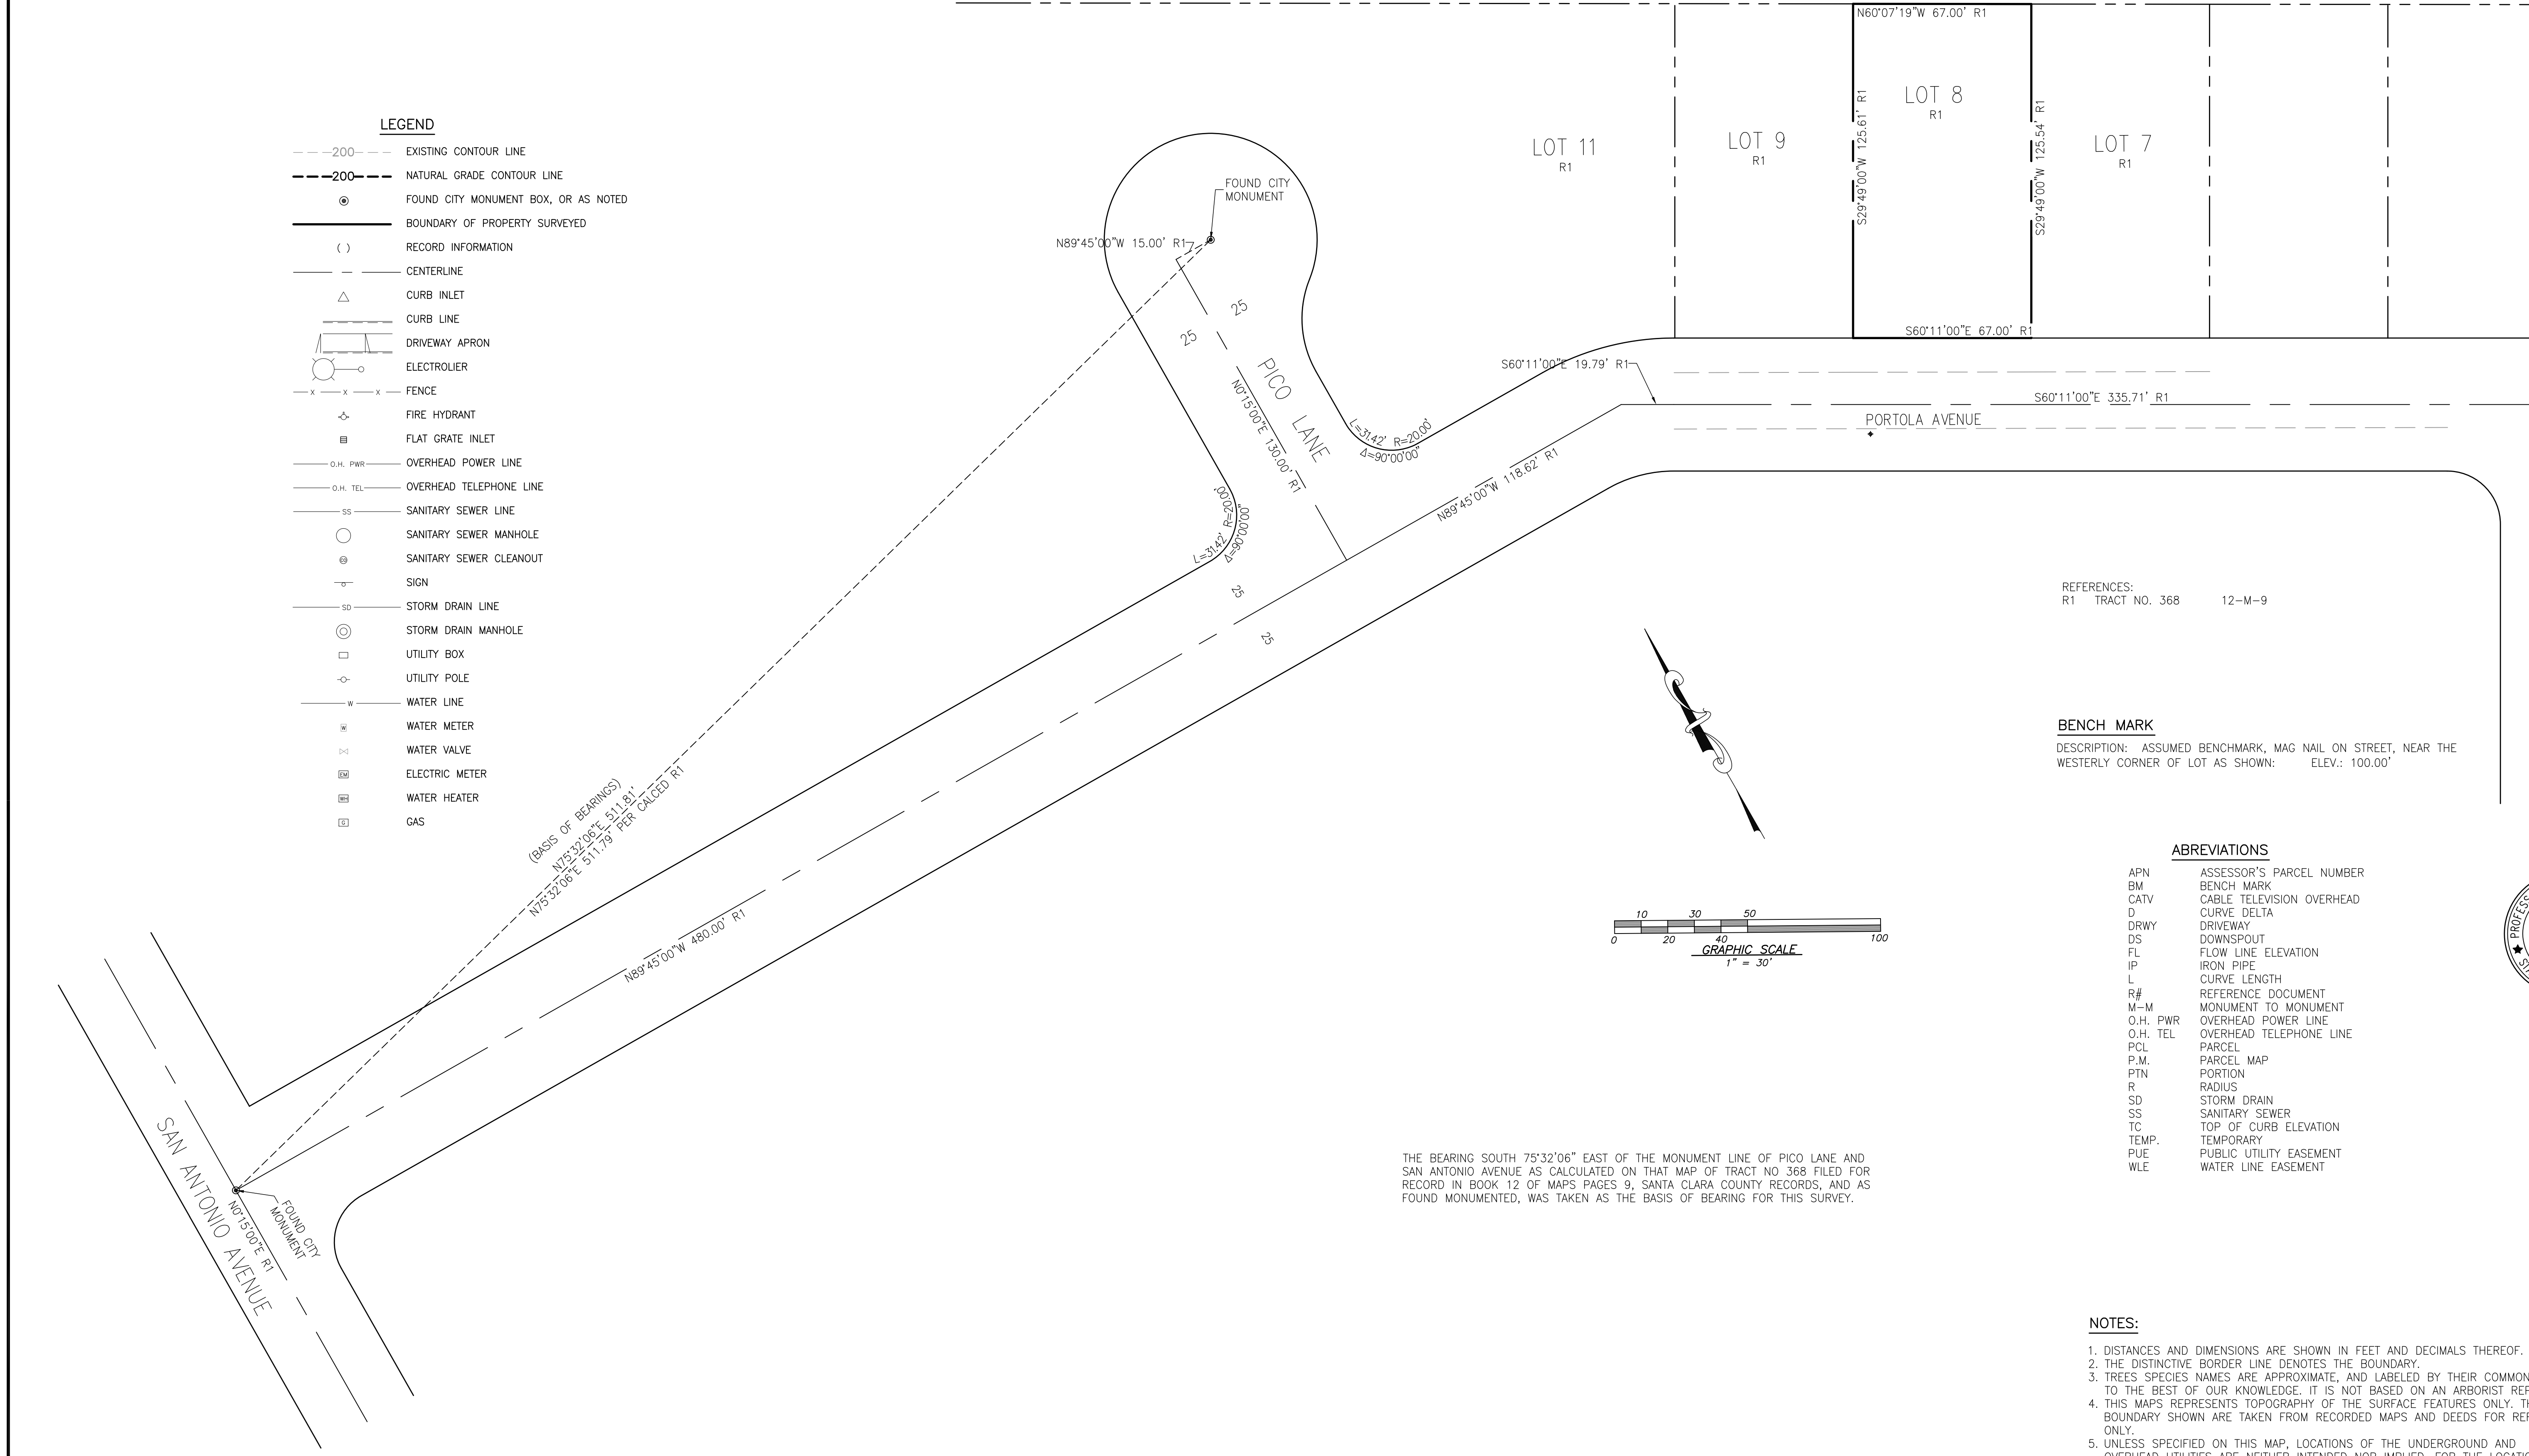 LEGEND
200 EXISTING CONTOUR LINE
200 NATURAL GRADE CONTOUR LINE
FOUND CITY MONUMENT BOX, OR AS NOTED
BOUNDARY OF PROPERTY SURVEYED
( ) RECORD INFORMATION
CENTERLINE
CURB INLET
CURB LINE
DRIVEWAY APRON
ELECTROLIER
X X X FENCE
FIRE HYDRANT
FLAT GRATE INLET
O.H. PWR OVERHEAD POWER LINE
O.H. TEL OVERHEAD TELEPHONE LINE
SS SANITARY SEWER LINE
SANITARY SEWER MANHOLE
CO SANITARY SEWER CLEANOUT
SIGN
SD STORM DRAIN LINE
STORM DRAIN MANHOLE
UTILITY BOX
UTILITY POLE
W WATER LINE
W WATER METER
WATER VALVE
EM ELECTRIC METER
WH WATER HEATER
G GAS
N60°07'19"W 67.00' R1
LOT 11
R1
LOT 9
R1
S29°49'00"W 125.61' R1
LOT 8
R1
S29°49'00"W 125.54' R1
LOT 7
R1
S60°11'00"E 67.00' R1
FOUND CITY
MONUMENT
N89°45'00"W 15.00' R1
25
25
PICO LANE
N0°15'00"E 130.00' R1
L=31.42' R=20.00'
Δ=90°00'00"
L=31.42' R=20.00'
Δ=90°00'00"
S60°11'00"E 19.79' R1
S60°11'00"E 335.71' R1
PORTOLA AVENUE
N89°45'00"W 118.62' R1
25
25
(BASIS OF BEARINGS)
N75°32'06"E 511.81'
N75°32'06"E 511.79' PER CALCED R1
N89°45'00"W 480.00' R1
SAN ANTONIO AVENUE
N0°15'00"E R1
FOUND CITY
MONUMENT
REFERENCES:
R1 TRACT NO. 368 12-M-9
BENCH MARK
DESCRIPTION: ASSUMED BENCHMARK, MAG NAIL ON STREET, NEAR THE
WESTERLY CORNER OF LOT AS SHOWN: ELEV.: 100.00'
10 30 50
0 20 40 100
GRAPHIC SCALE
1" = 30'
ABREVIATIONS
APN ASSESSOR'S PARCEL NUMBER
BM BENCH MARK
CATV CABLE TELEVISION OVERHEAD
D CURVE DELTA
DRWY DRIVEWAY
DS DOWNSPOUT
FL FLOW LINE ELEVATION
IP IRON PIPE
L CURVE LENGTH
R# REFERENCE DOCUMENT
M-M MONUMENT TO MONUMENT
O.H. PWR OVERHEAD POWER LINE
O.H. TEL OVERHEAD TELEPHONE LINE
PCL PARCEL
P.M. PARCEL MAP
PTN PORTION
R RADIUS
SD STORM DRAIN
SS SANITARY SEWER
TC TOP OF CURB ELEVATION
TEMP. TEMPORARY
PUE PUBLIC UTILITY EASEMENT
WLE WATER LINE EASEMENT
THE BEARING SOUTH 75°32'06" EAST OF THE MONUMENT LINE OF PICO LANE AND
SAN ANTONIO AVENUE AS CALCULATED ON THAT MAP OF TRACT NO 368 FILED FOR
RECORD IN BOOK 12 OF MAPS PAGES 9, SANTA CLARA COUNTY RECORDS, AND AS
FOUND MONUMENTED, WAS TAKEN AS THE BASIS OF BEARING FOR THIS SURVEY.
NOTES:
1. DISTANCES AND DIMENSIONS ARE SHOWN IN FEET AND DECIMALS THEREOF.
2. THE DISTINCTIVE BORDER LINE DENOTES THE BOUNDARY.
3. TREES SPECIES NAMES ARE APPROXIMATE, AND LABELED BY THEIR COMMON
TO THE BEST OF OUR KNOWLEDGE. IT IS NOT BASED ON AN ARBORIST
4. THIS MAPS REPRESENTS TOPOGRAPHY OF THE SURFACE FEATURES ONLY.
BOUNDARY SHOWN ARE TAKEN FROM RECORDED MAPS AND DEEDS FOR
ONLY.
5. UNLESS SPECIFIED ON THIS MAP, LOCATIONS OF THE UNDERGROUND AND
OVERHEAD UTILITIES ARE NEITHER INTENDED NOR IMPLIED. FOR THE